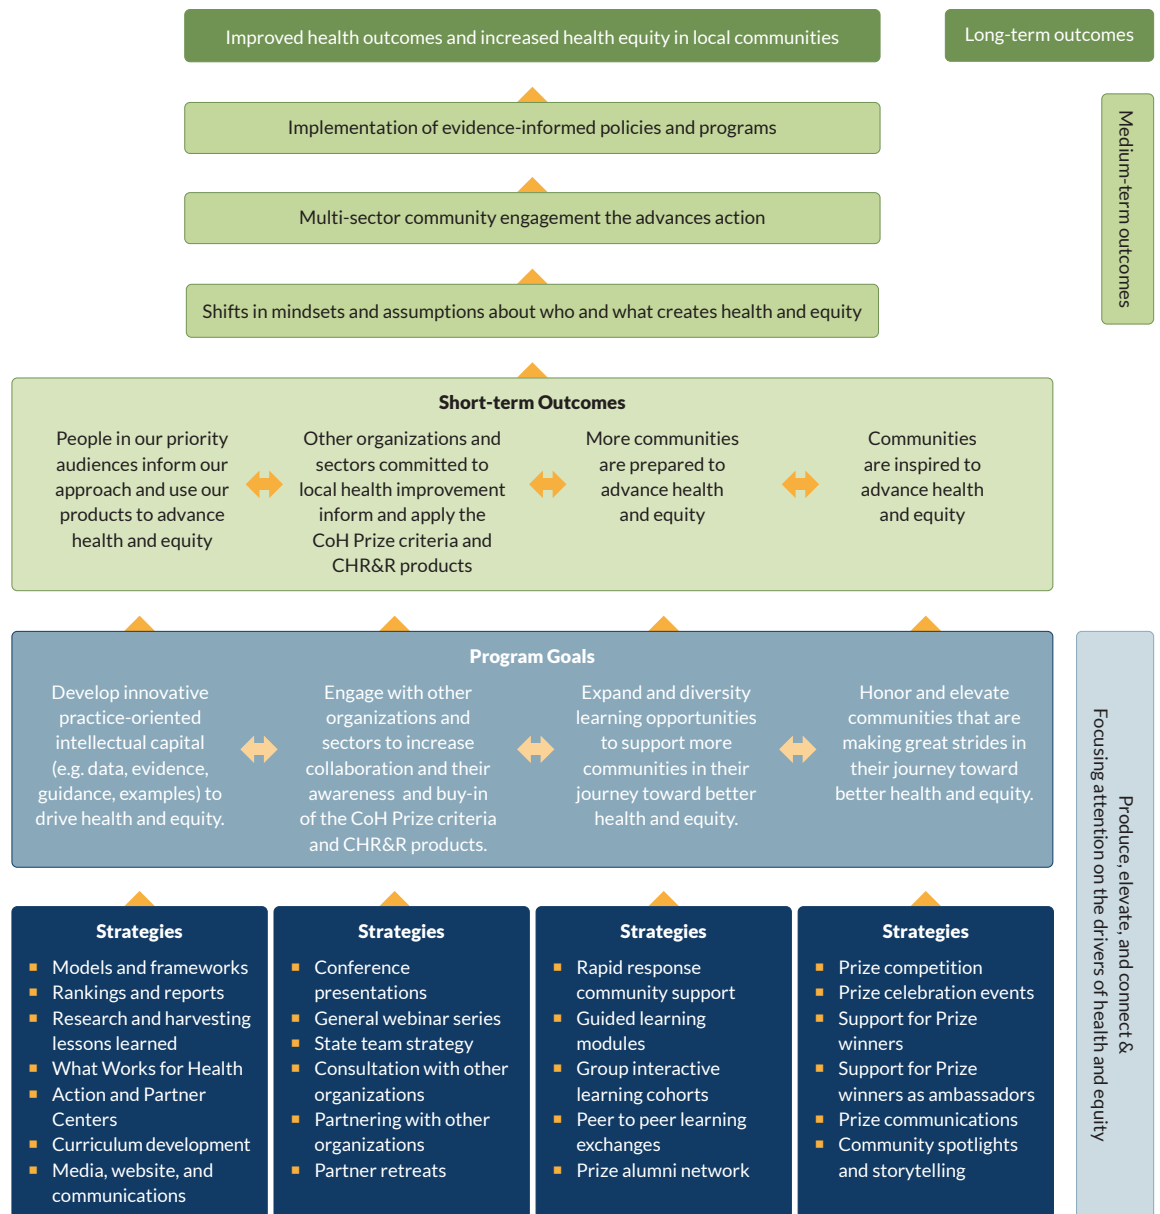 Improved health outcomes and increased health equity in local communities
Long-term outcomes
Implementation of evidence-informed policies and programs
Multi-sector community engagement the advances action
Shifts in mindsets and assumptions about who and what creates health and equity
Medium-term outcomes
Short-term Outcomes
People in our priority
audiences inform our
approach and use our
products to advance
health and equity
Other organizations and
sectors committed to
local health improvement
inform and apply the
CoH Prize criteria and
CHR&R products
More communities
are prepared to
advance health
and equity
Communities
are inspired to
advance health
and equity
Program Goals
Develop innovative
practice-oriented
intellectual capital
(e.g. data, evidence,
guidance, examples) to
drive health and equity.
Engage with other
organizations and
sectors to increase
collaboration and their
awareness and buy-in
of the CoH Prize criteria
and CHR&R products.
Expand and diversity
learning opportunities
to support more
communities in their
journey toward better
health and equity.
Honor and elevate
communities that are
making great strides in
their journey toward
better health and equity.
Produce, elevate, and connect &
Focusing attention on the drivers of health and equity
Strategies
Models and frameworks
Rankings and reports
Research and harvesting
lessons learned
What Works for Health
Action and Partner
Centers
Curriculum development
Media, website, and
communications
Strategies
Conference
presentations
General webinar series
State team strategy
Consultation with other
organizations
Partnering with other
organizations
Partner retreats
Strategies
Rapid response
community support
Guided learning
modules
Group interactive
learning cohorts
Peer to peer learning
exchanges
Prize alumni network
Strategies
Prize competition
Prize celebration events
Support for Prize
winners
Support for Prize
winners as ambassadors
Prize communications
Community spotlights
and storytelling